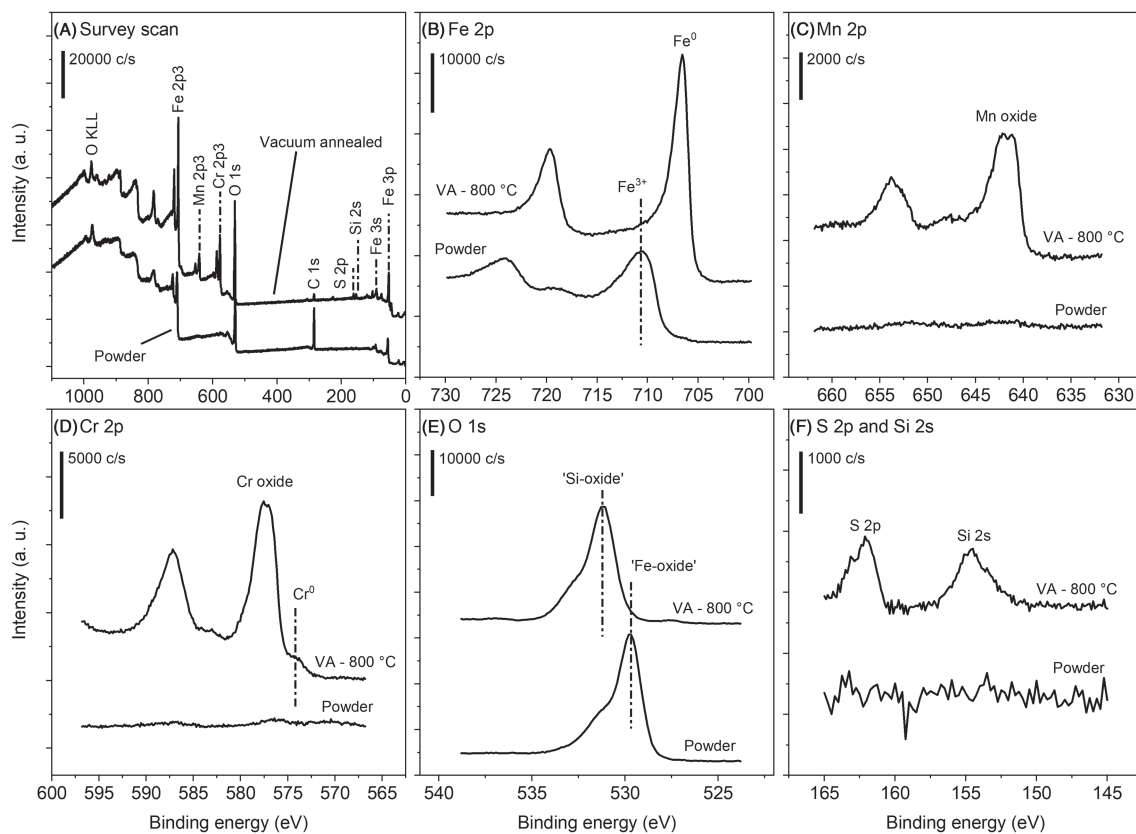 (A) Survey scan
20000 c/s
O KLL
Fe 2p3
Mn 2p3
Cr 2p3
O 1s
Vacuum annealed
C 1s
S 2p
Si 2s
Fe 3s
Fe 3p
Powder
Intensity (a. u.)
1000 800 600 400 200 0
(B) Fe 2p
10000 c/s
Fe⁰
Fe³⁺
VA - 800 °C
Powder
730 725 720 715 710 705 700
(C) Mn 2p
2000 c/s
Mn oxide
VA - 800 °C
Powder
660 655 650 645 640 635 630
(D) Cr 2p
5000 c/s
Cr oxide
Cr⁰
VA - 800 °C
Powder
Intensity (a. u.)
600 595 590 585 580 575 570 565
Binding energy (eV)
(E) O 1s
10000 c/s
'Si-oxide'
'Fe-oxide'
VA - 800 °C
Powder
540 535 530 525
Binding energy (eV)
(F) S 2p and Si 2s
1000 c/s
S 2p
Si 2s
VA - 800 °C
Powder
165 160 155 150 145
Binding energy (eV)